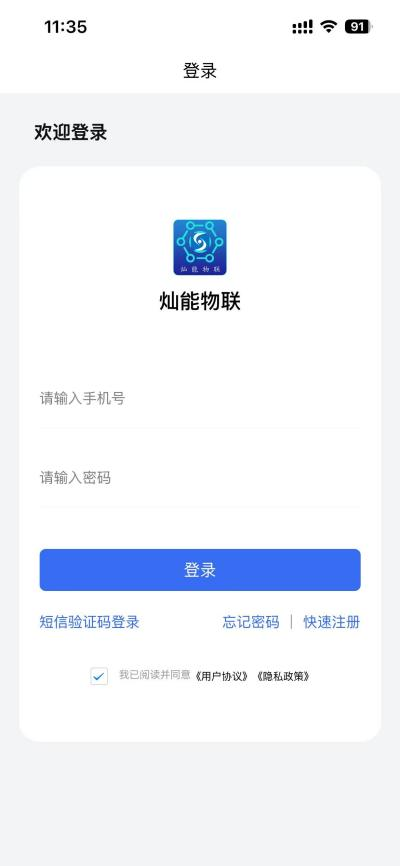 11:35
91
登录
欢迎登录
灿能物联
灿能物联
请输入手机号
请输入密码
登录
短信验证码登录 忘记密码 | 快速注册
我已阅读并同意《用户协议》《隐私政策》